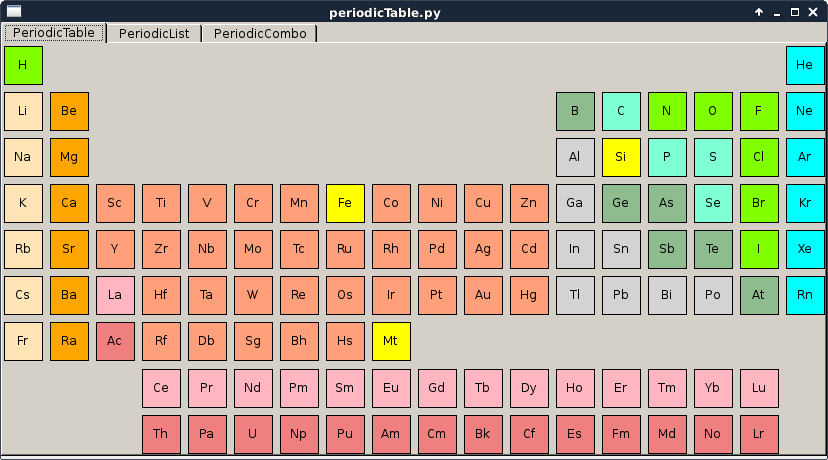 periodicTable.py
PeriodicTable PeriodicList PeriodicCombo
H He
Li Be B C N O F Ne
Na Mg Al Si P S Cl Ar
K Ca Sc Ti V Cr Mn Fe Co Ni Cu Zn Ga Ge As Se Br Kr
Rb Sr Y Zr Nb Mo Tc Ru Rh Pd Ag Cd In Sn Sb Te I Xe
Cs Ba La Hf Ta W Re Os Ir Pt Au Hg Tl Pb Bi Po At Rn
Fr Ra Ac Rf Db Sg Bh Hs Mt
Ce Pr Nd Pm Sm Eu Gd Tb Dy Ho Er Tm Yb Lu
Th Pa U Np Pu Am Cm Bk Cf Es Fm Md No Lr